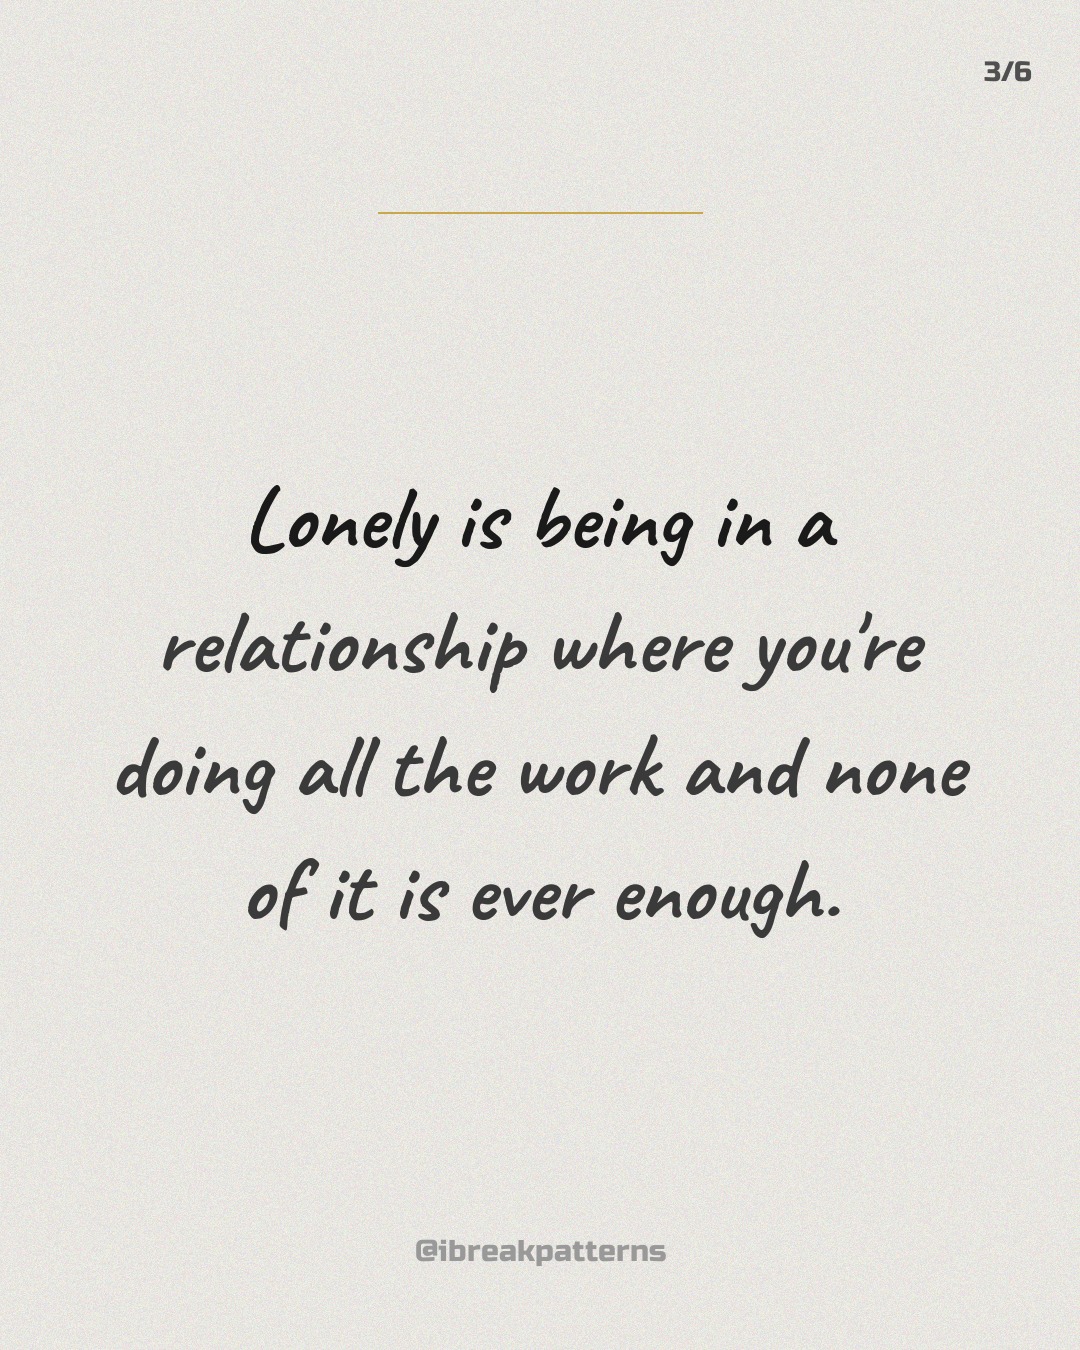 3/6
Lonely is being in a
relationship where you're
doing all the work and none
of it is ever enough.
@ibreakpatterns